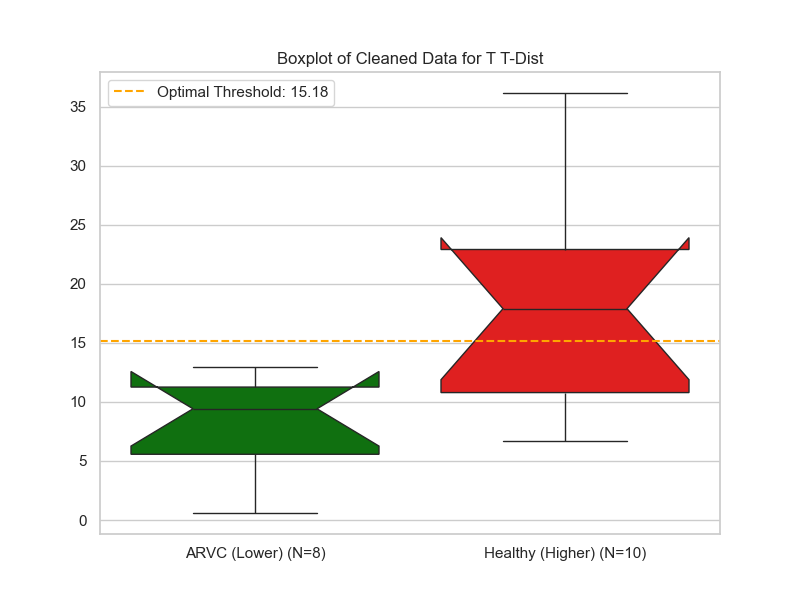 Boxplot of Cleaned Data for T T-Dist
Optimal Threshold: 15.18
35
30
25
20
15
10
5
0
ARVC (Lower) (N=8)
Healthy (Higher) (N=10)